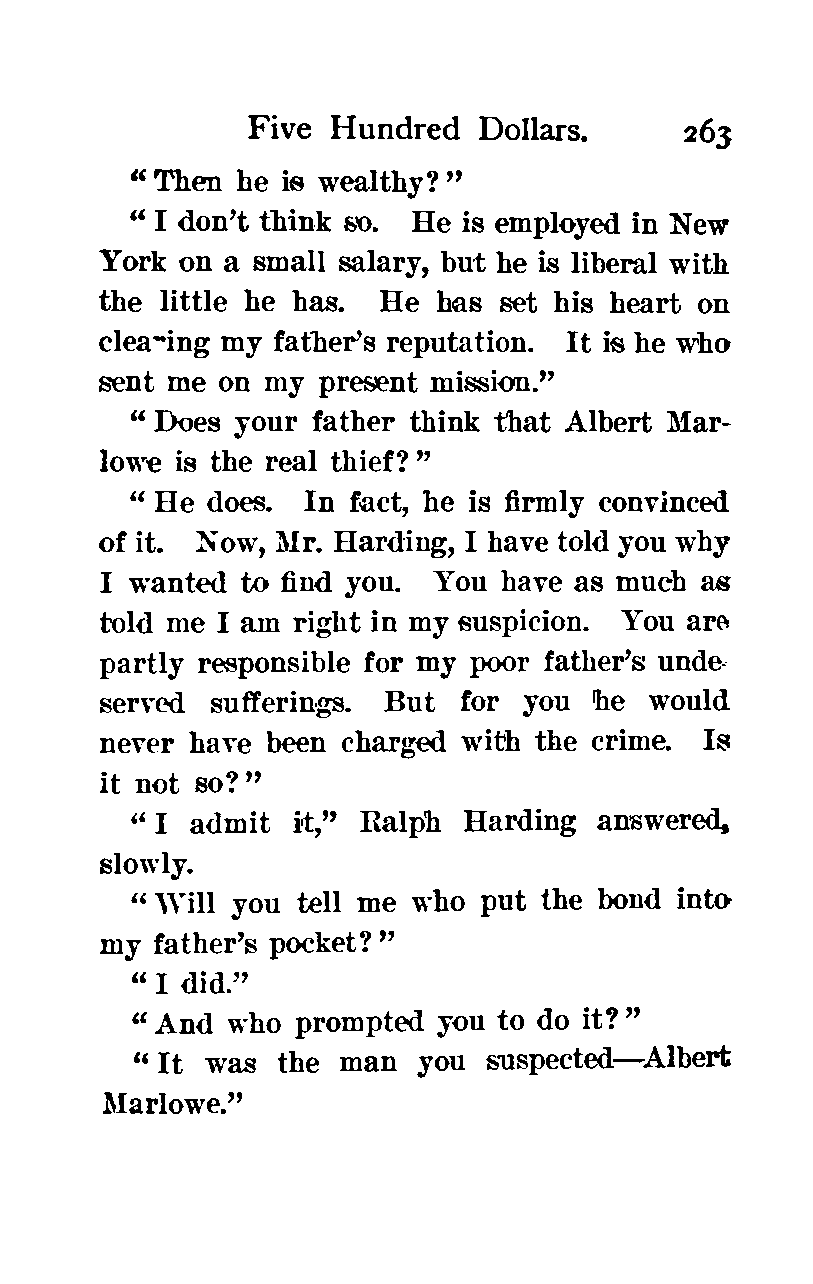 Five Hundred Dollars. 263
“Then he is wealthy?”
“I don’t think so. He is employed in New
York on a small salary, but he is liberal with
the little he has. He has set his heart on
clearing my father’s reputation. It is he who
sent me on my present mission.”
“Does your father think that Albert Mar-
lowe is the real thief?”
“He does. In fact, he is firmly convinced
of it. Now, Mr. Harding, I have told you why
I wanted to find you. You have as much as
told me I am right in my suspicion. You are
partly responsible for my poor father’s unde-
served sufferings. But for you he would
never have been charged with the crime. Is
it not so?”
“I admit it,” Ralph Harding answered,
slowly.
“Will you tell me who put the bond into
my father’s pocket?”
“I did.”
“And who prompted you to do it?”
“It was the man you suspected—Albert
Marlowe.”